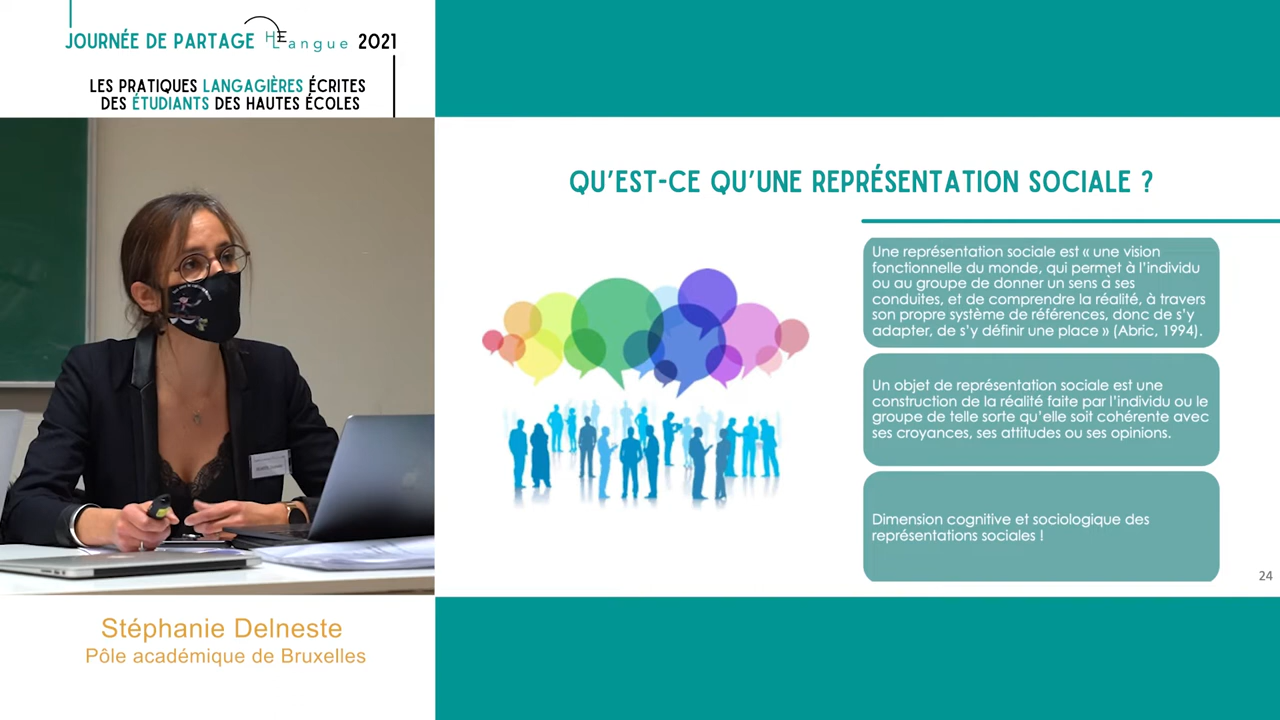 JOURNÉE DE PARTAGE HELangue 2021
LES PRATIQUES LANGAGIÈRES ÉCRITES
DES ÉTUDIANTS DES HAUTES ÉCOLES
QU'EST-CE QU'UNE REPRÉSENTATION SOCIALE ?
Une représentation sociale est « une vision
fonctionnelle du monde, qui permet à l'individu
ou au groupe de donner un sens à ses
conduites, et de comprendre la réalité, à travers
son propre système de références, donc de s'y
adapter, de s'y définir une place » (Abric, 1994).
Un objet de représentation sociale est une
construction de la réalité faite par l'individu ou le
groupe de telle sorte qu'elle soit cohérente avec
ses croyances, ses attitudes ou ses opinions.
Dimension cognitive et sociologique des
représentations sociales !
24
Stéphanie Delneste
Pôle académique de Bruxelles